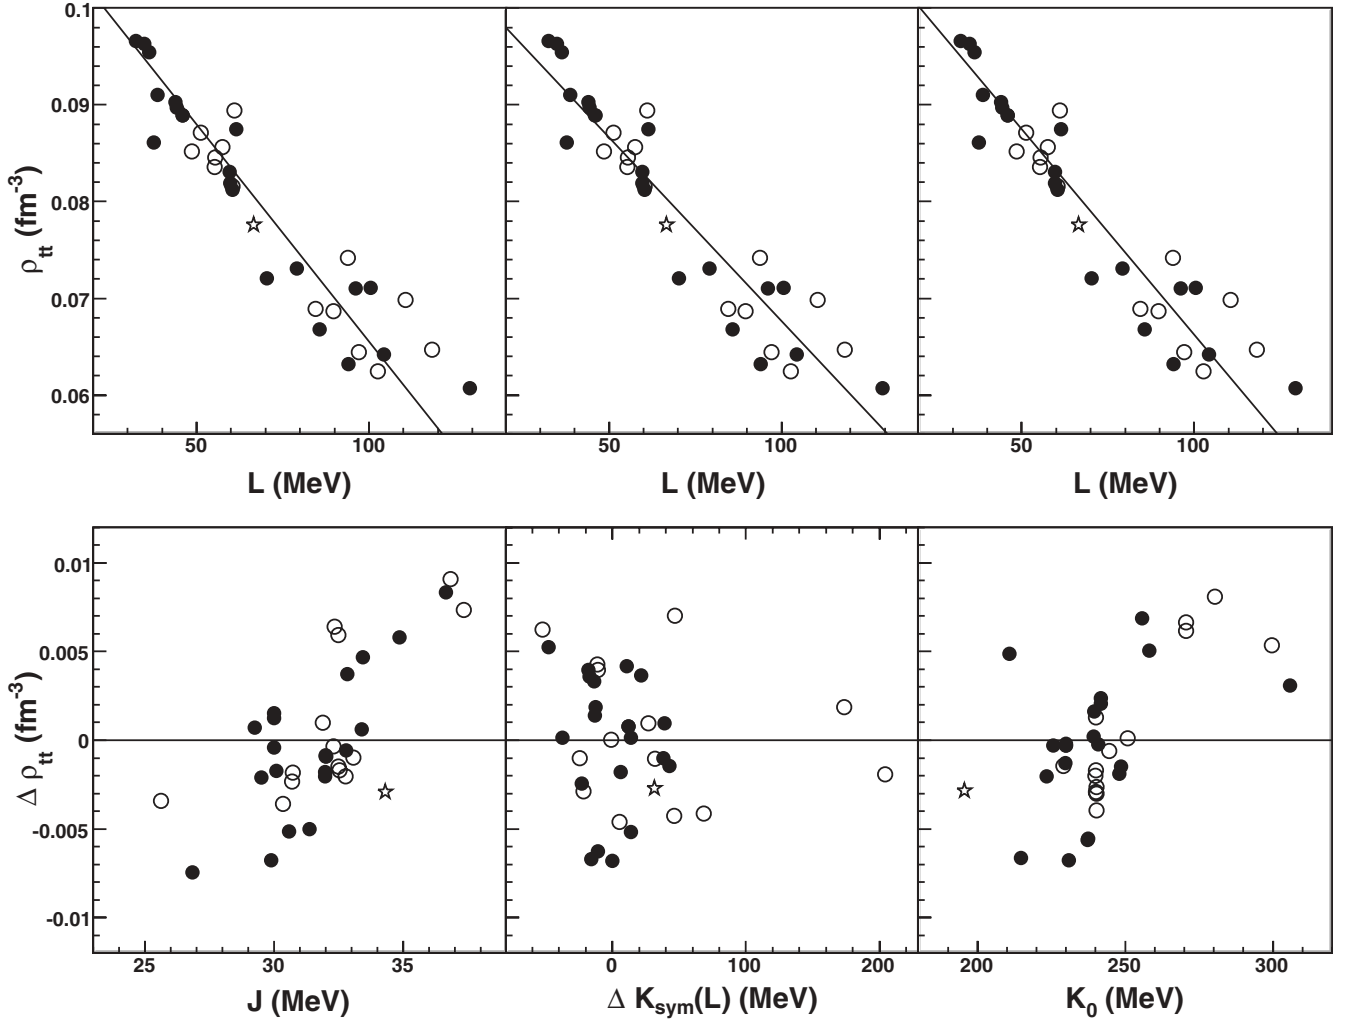 0.1
0.09
0.08
0.07
0.06
ρtt (fm-3)
50 100 50 100 50 100
L (MeV) L (MeV) L (MeV)
0.01
0.005
0
-0.005
-0.01
Δ ρtt (fm-3)
25 30 35 0 100 200 200 250 300
J (MeV) Δ Ksym(L) (MeV) K0 (MeV)